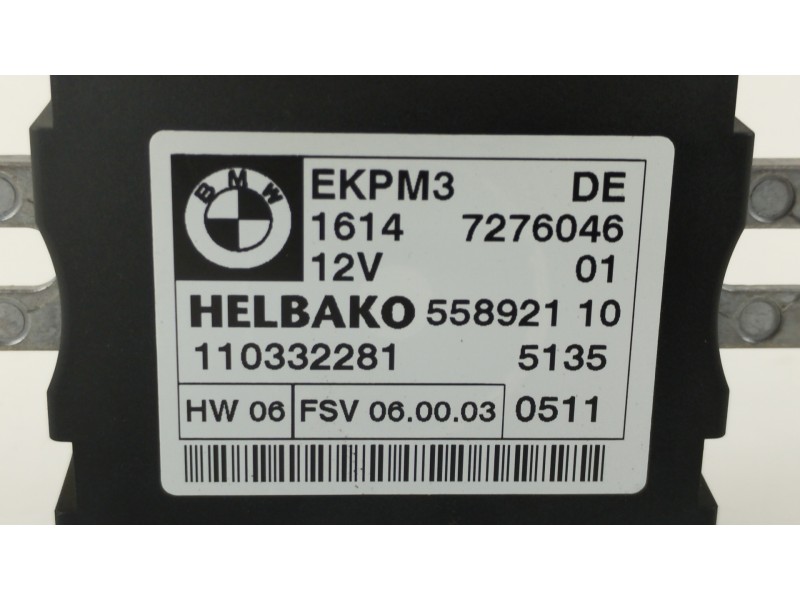 BMW
EKPM3 DE
1614 7276046
12V 01
HELBAKO 558921 10
110332281 5135
HW 06 FSV 06.00.03 0511